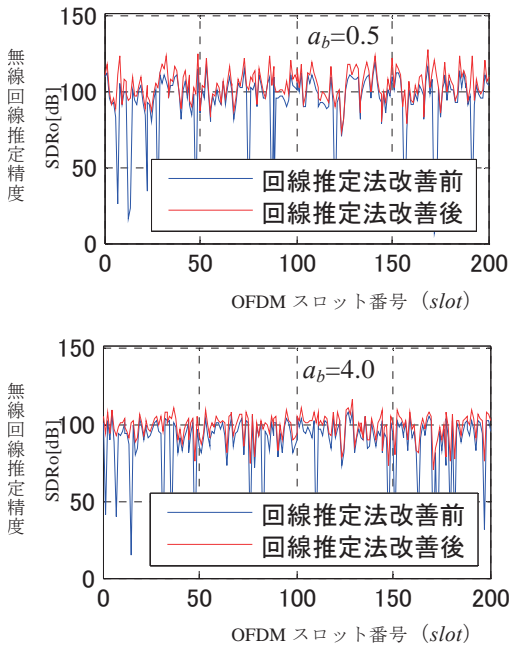 無線回線推定精度
SDRo[dB]
150
100
50
0
a_b=0.5
回線推定法改善前
回線推定法改善後
0 50 100 150 200
OFDM スロット番号 (slot)
無線回線推定精度
SDRo[dB]
150
100
50
0
a_b=4.0
回線推定法改善前
回線推定法改善後
0 50 100 150 200
OFDM スロット番号 (slot)